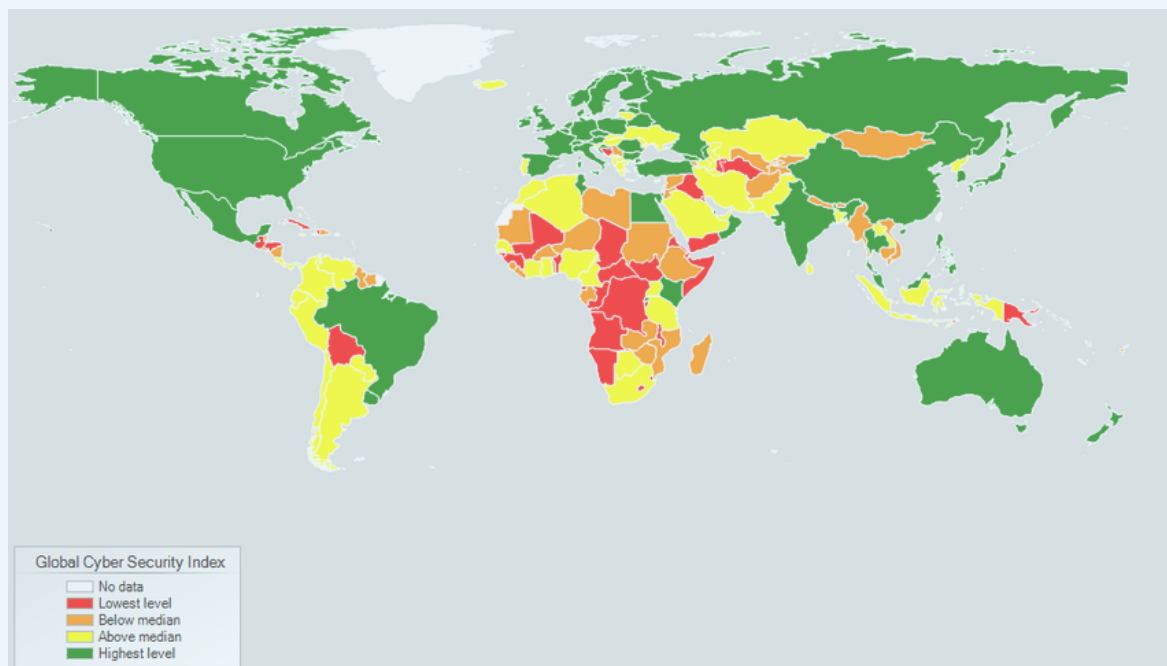 Global Cyber Security Index
No data
Lowest level
Below median
Above median
Highest level